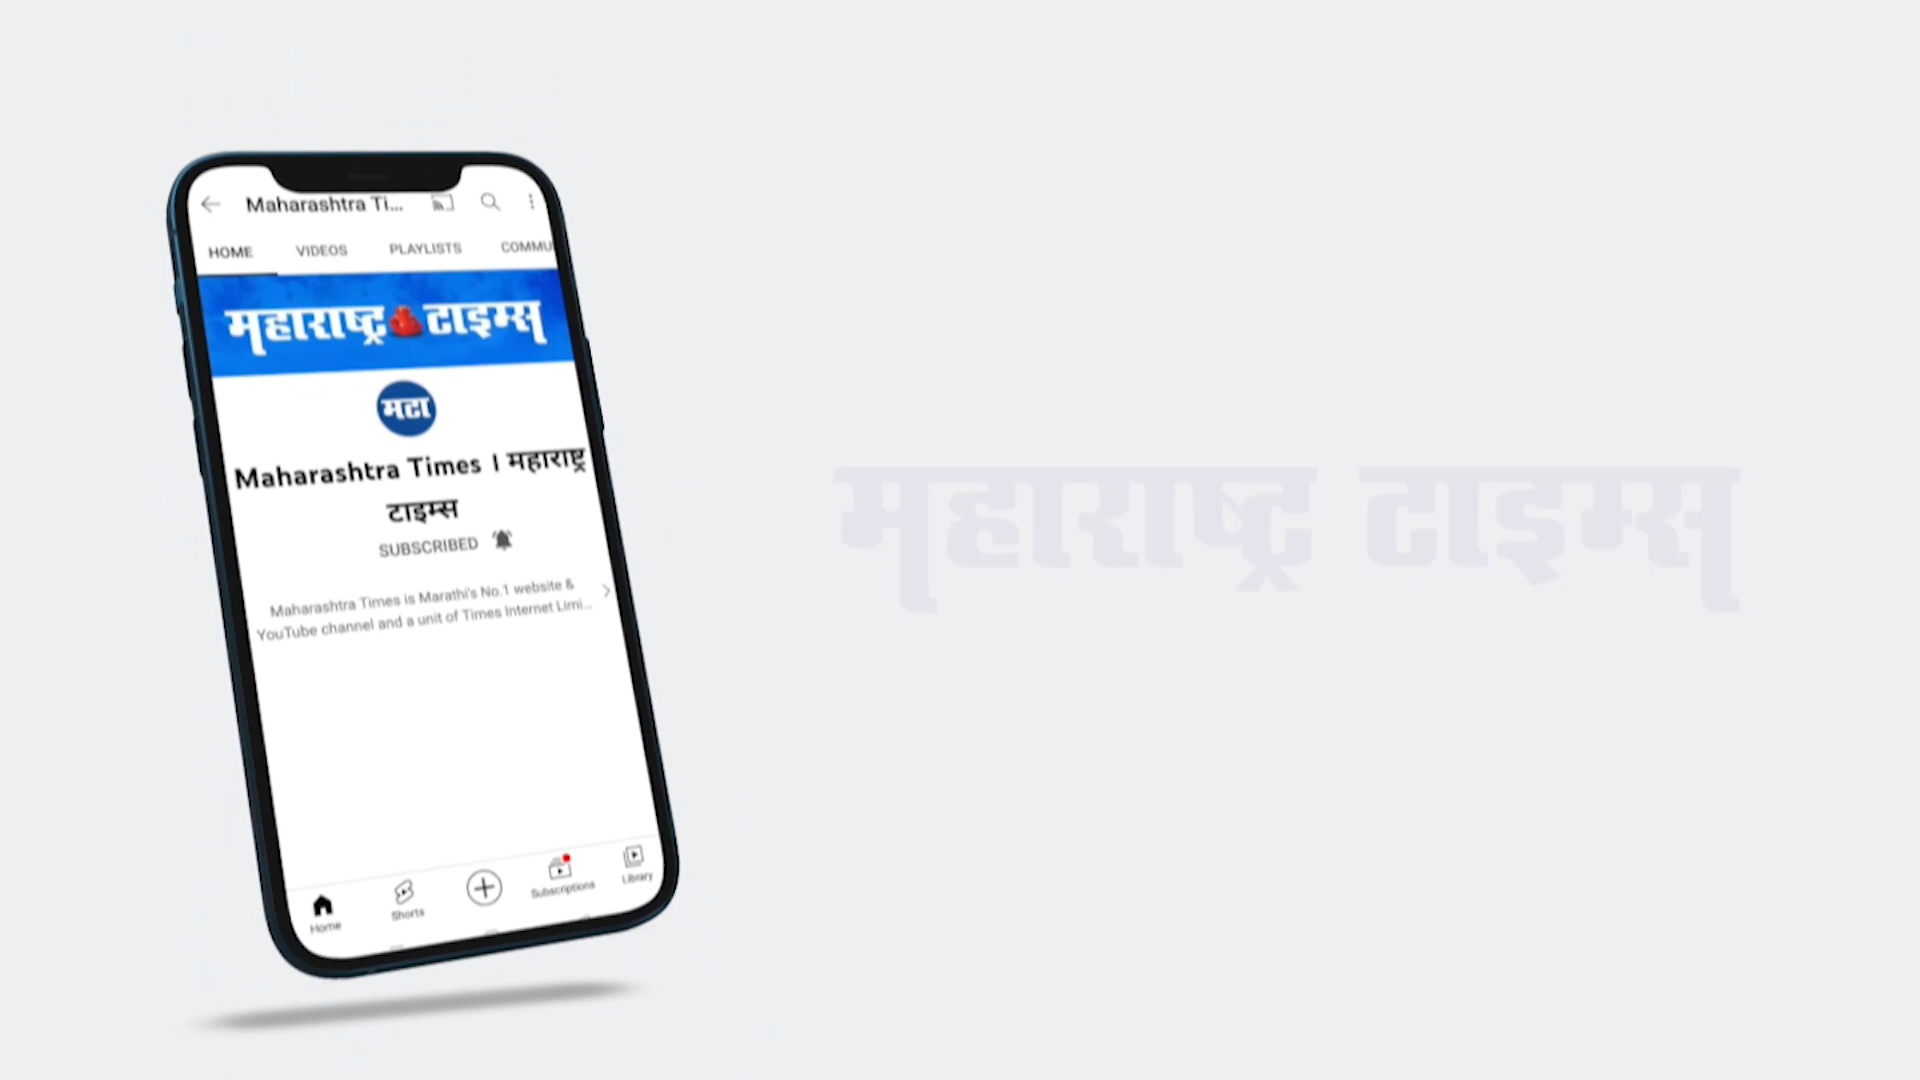 Maharashtra Ti...
HOME VIDEOS PLAYLISTS COMMU
महाराष्ट्र टाइम्स
मटा
Maharashtra Times । महाराष्ट्र
टाइम्स
SUBSCRIBED
Maharashtra Times is Marathi's No.1 website &
YouTube channel and a unit of Times Internet Limi...
Home Shorts Subscriptions Library
महाराष्ट्र टाइम्स